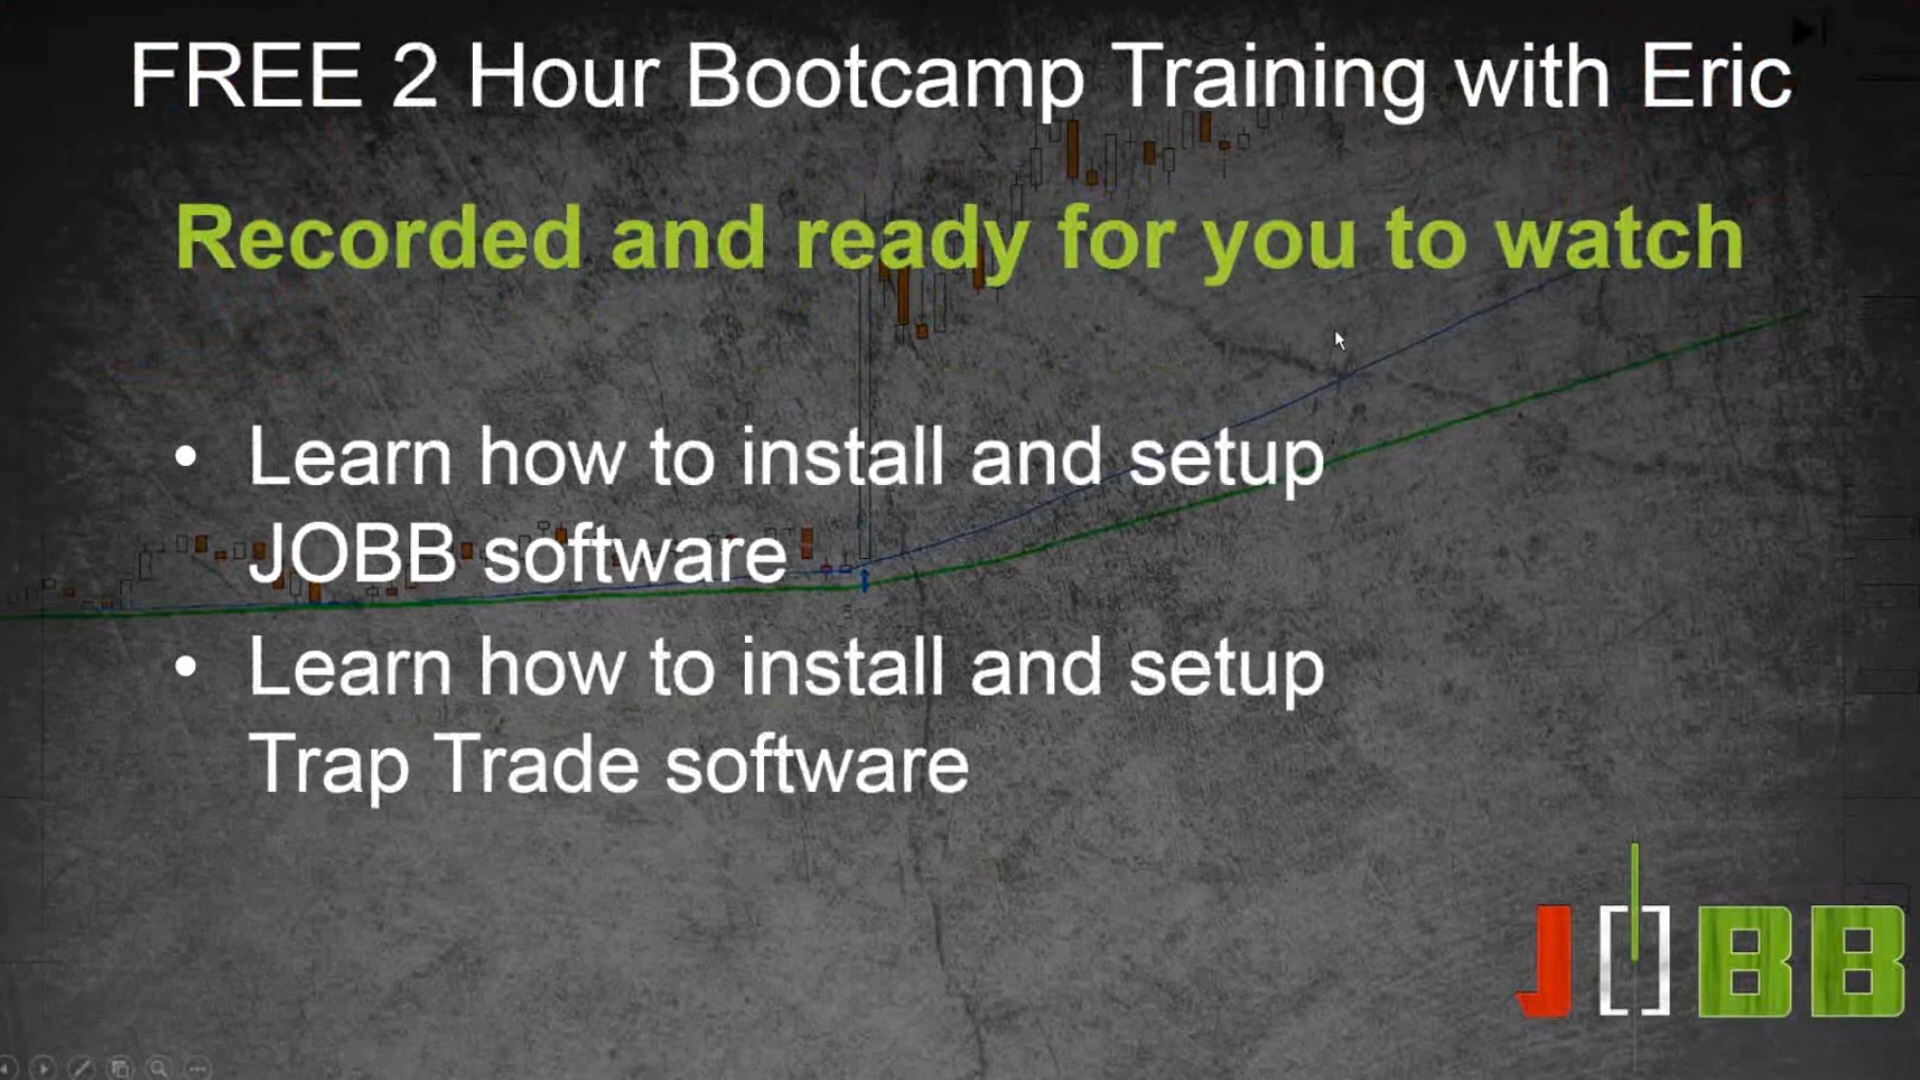 FREE 2 Hour Bootcamp Training with Eric
Recorded and ready for you to watch
• Learn how to install and setup
JOBB software
• Learn how to install and setup
Trap Trade software
JOBB